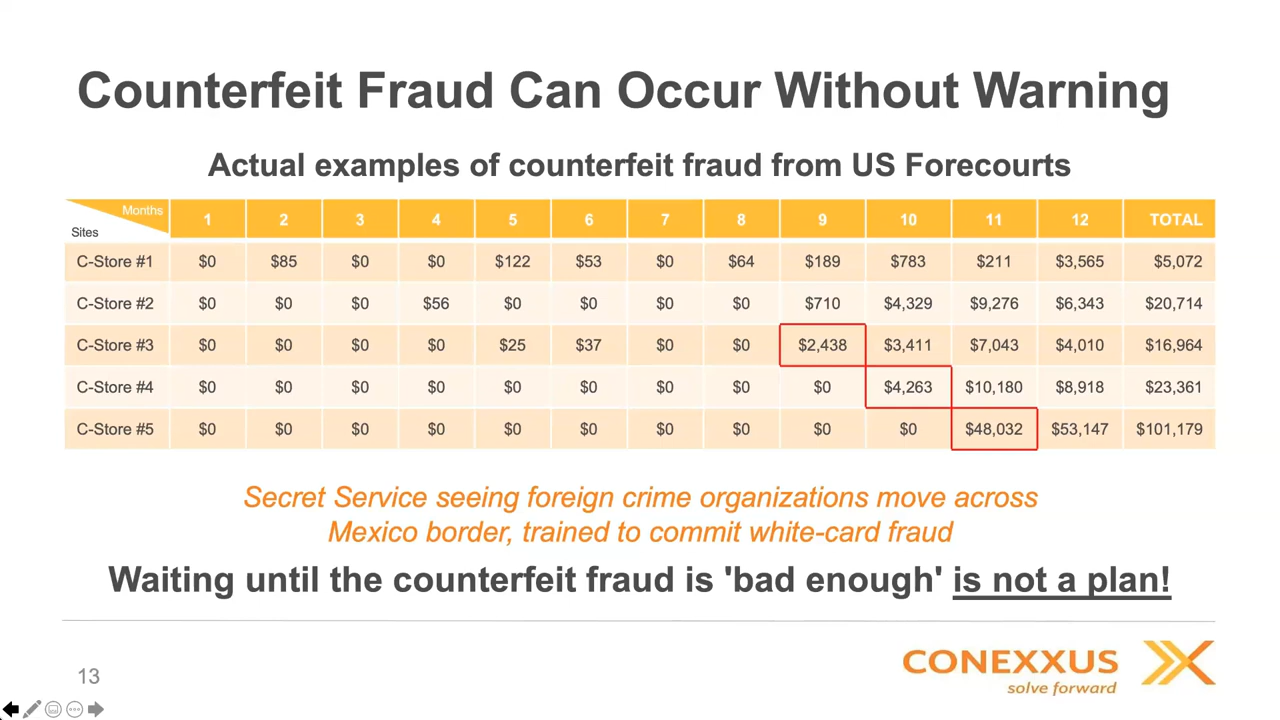 Counterfeit Fraud Can Occur Without Warning
Actual examples of counterfeit fraud from US Forecourts
Months
Sites
1 2 3 4 5 6 7 8 9 10 11 12 TOTAL
C-Store #1 $0 $85 $0 $0 $122 $53 $0 $64 $189 $783 $211 $3,565 $5,072
C-Store #2 $0 $0 $0 $56 $0 $0 $0 $0 $710 $4,329 $9,276 $6,343 $20,714
C-Store #3 $0 $0 $0 $0 $25 $37 $0 $0 $2,438 $3,411 $7,043 $4,010 $16,964
C-Store #4 $0 $0 $0 $0 $0 $0 $0 $0 $0 $4,263 $10,180 $8,918 $23,361
C-Store #5 $0 $0 $0 $0 $0 $0 $0 $0 $0 $0 $48,032 $53,147 $101,179
Secret Service seeing foreign crime organizations move across
Mexico border, trained to commit white-card fraud
Waiting until the counterfeit fraud is 'bad enough' is not a plan!
CONEXXUS
solve forward
13